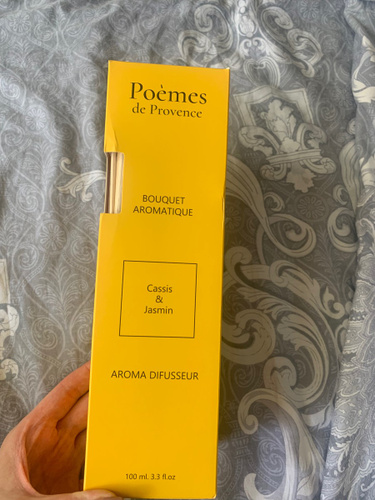 Poèmes
de Provence
BOUQUET
AROMATIQUE
Cassis
&
Jasmin
AROMA DIFUSSEUR
100 ml. 3.3 fl.oz